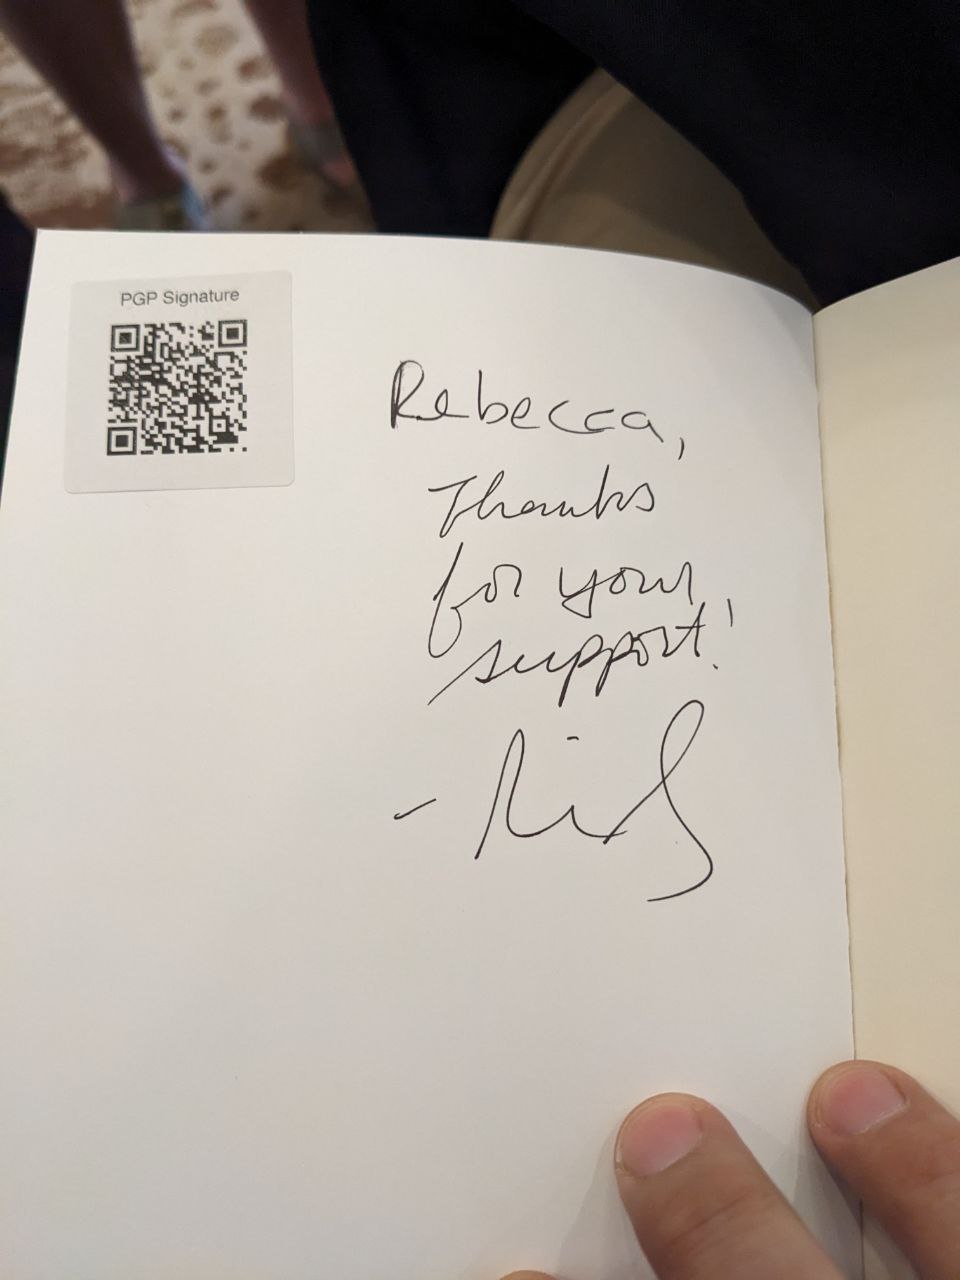 PGP Signature
Rebecca,
Thanks
for your
support!